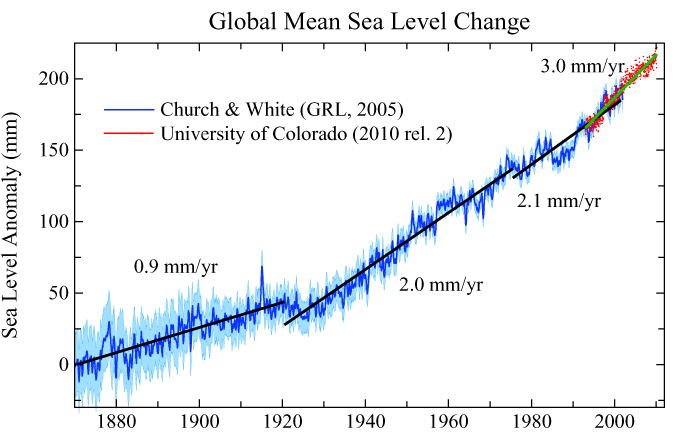 Global Mean Sea Level Change
3.0 mm/yr
200
Church & White (GRL, 2005)
University of Colorado (2010 rel. 2)
150
2.1 mm/yr
Sea Level Anomaly (mm)
100
0.9 mm/yr
2.0 mm/yr
50
0
1880 1900 1920 1940 1960 1980 2000